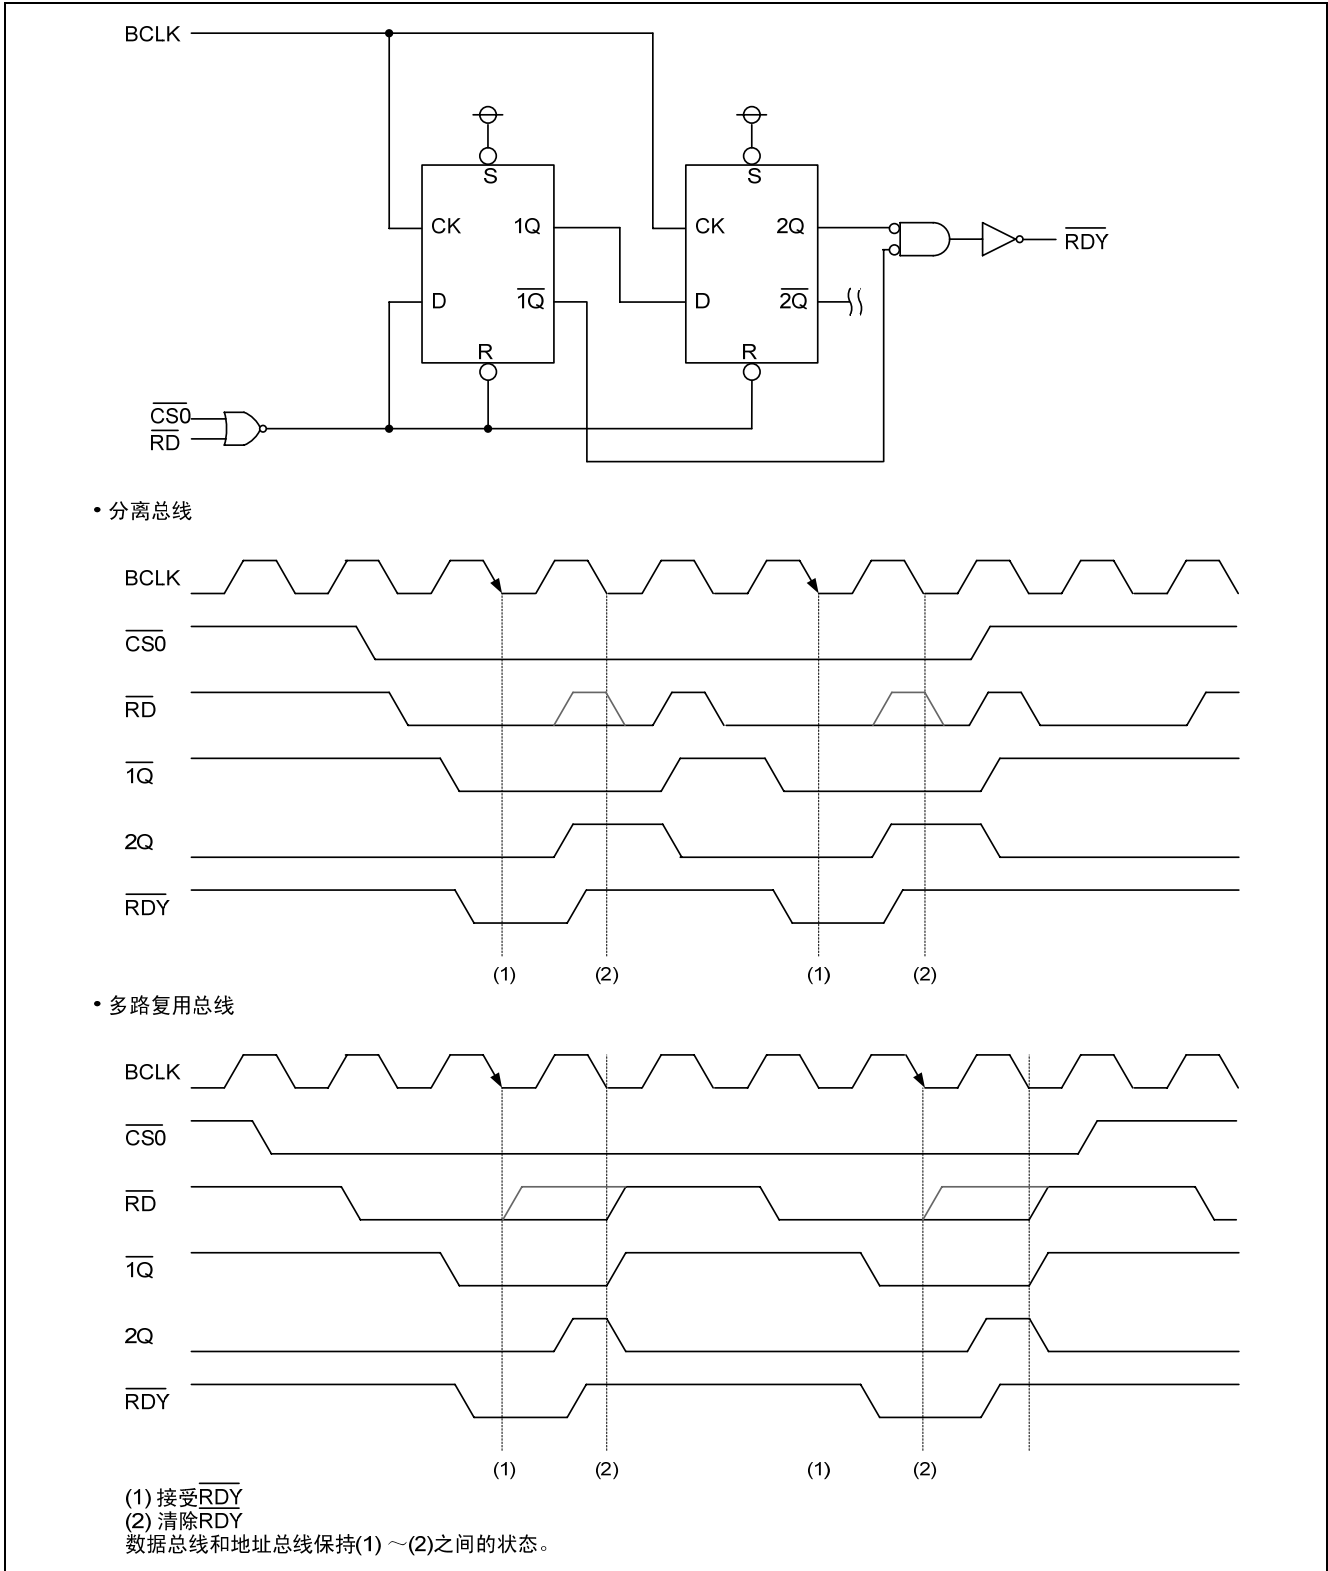 BCLK
S
S
CK
1Q
CK
2Q
RDY
D
1Q
D
2Q
R
R
CS0
RD
• 分离总线
BCLK
CS0
RD
1Q
2Q
RDY
(1)
(2)
(1)
(2)
• 多路复用总线
BCLK
CS0
RD
1Q
2Q
RDY
(1)
(2)
(1)
(2)
(1) 接受RDY
(2) 清除RDY
数据总线和地址总线保持(1) ～(2)之间的状态。